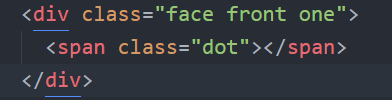 <div class="face front one">
<span class="dot"></span>
</div>